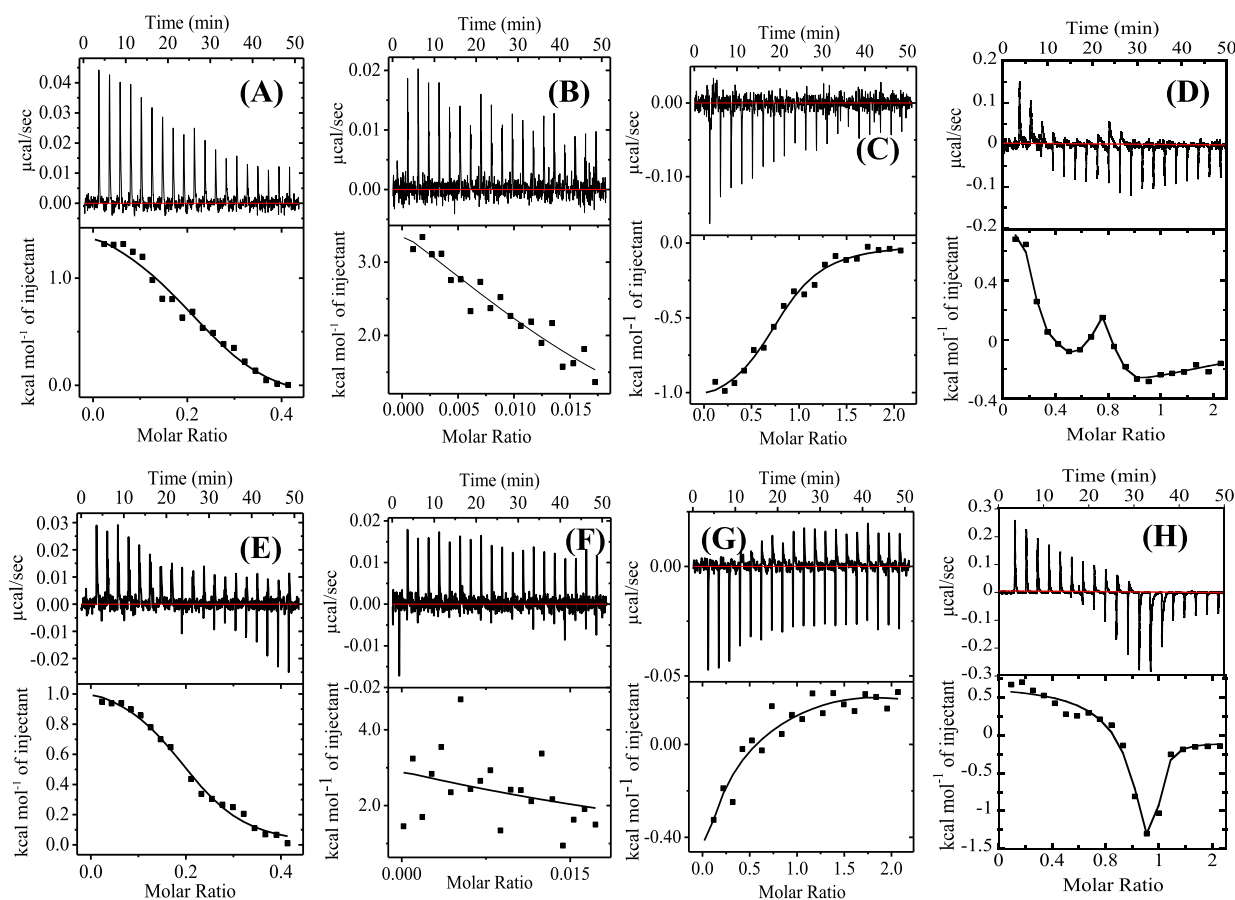 Time (min)
0 10 20 30 40 50
0.04
0.03
0.02
0.01
0.00
µcal/sec
(A)
1.0
0.0
kcal mol⁻¹ of injectant
0.0 0.2 0.4
Molar Ratio
Time (min)
0 10 20 30 40 50
0.02
0.01
0.00
µcal/sec
(B)
3.0
2.0
kcal mol⁻¹ of injectant
0.000 0.005 0.010 0.015
Molar Ratio
Time (min)
0 10 20 30 40 50
0.00
-0.10
µcal/sec
(C)
0.0
-0.5
-1.0
kcal mol⁻¹ of injectant
0.0 0.5 1.0 1.5 2.0
Molar Ratio
Time (min)
0 10 20 30 40 50
0.2
0.1
0
-0.1
-0.2
µcal/sec
(D)
0.4
0
-0.4
kcal mol⁻¹ of injectant
0 0.4 0.8 1 2
Molar Ratio
Time (min)
0 10 20 30 40 50
0.03
0.02
0.01
0.00
-0.01
-0.02
µcal/sec
(E)
1.0
0.8
0.6
0.4
0.2
0.0
kcal mol⁻¹ of injectant
0.0 0.2 0.4
Molar Ratio
Time (min)
0 10 20 30 40 50
0.02
0.01
0.00
-0.01
-0.02
µcal/sec
(F)
4.0
2.0
kcal mol⁻¹ of injectant
0.000 0.015
Molar Ratio
Time (min)
0 10 20 30 40 50
0.00
-0.05
µcal/sec
(G)
0.00
-0.40
kcal mol⁻¹ of injectant
0.0 0.5 1.0 1.5 2.0
Molar Ratio
Time (min)
0 10 20 30 40 50
0.3
0.2
0.1
0
-0.1
-0.2
-0.3
µcal/sec
(H)
0.5
0
-0.5
-1
-1.5
kcal mol⁻¹ of injectant
0 0.4 0.8 1 2
Molar Ratio